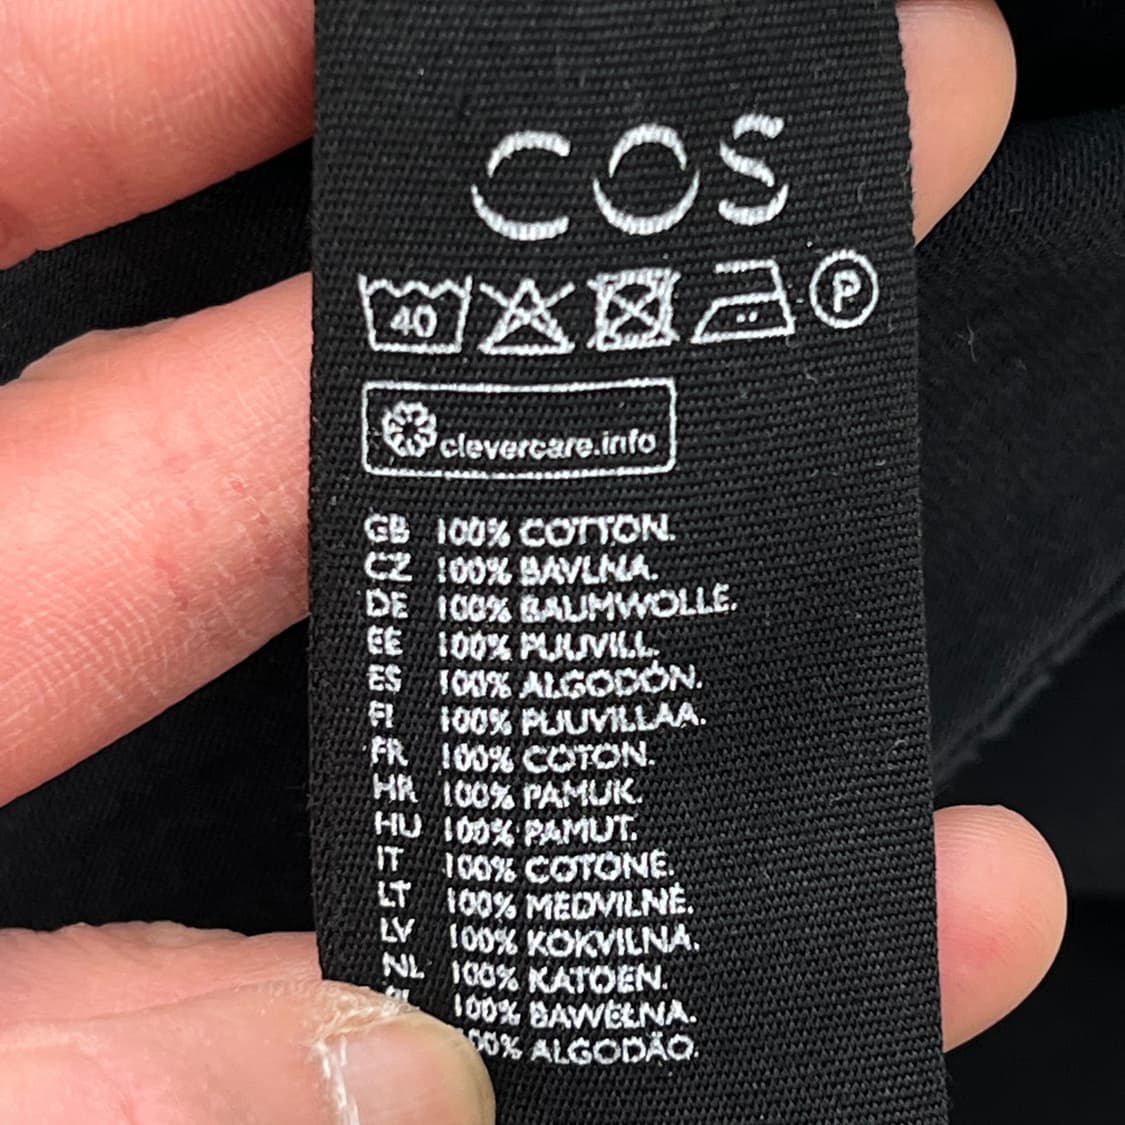 COS
40 P
clevercare.info
GB 100% COTTON.
CZ 100% BAVLNA.
DE 100% BAUMWOLLE.
EE 100% PUUVILL.
ES 100% ALGODÓN.
FI 100% PUUVILLAA.
FR 100% COTON.
HR 100% PAMUK.
HU 100% PAMUT.
IT 100% COTONE.
LT 100% MEDVILNĖ.
LV 100% KOKVILNA.
NL 100% KATOEN.
100% BAWEŁNA.
00% ALGODÃO.